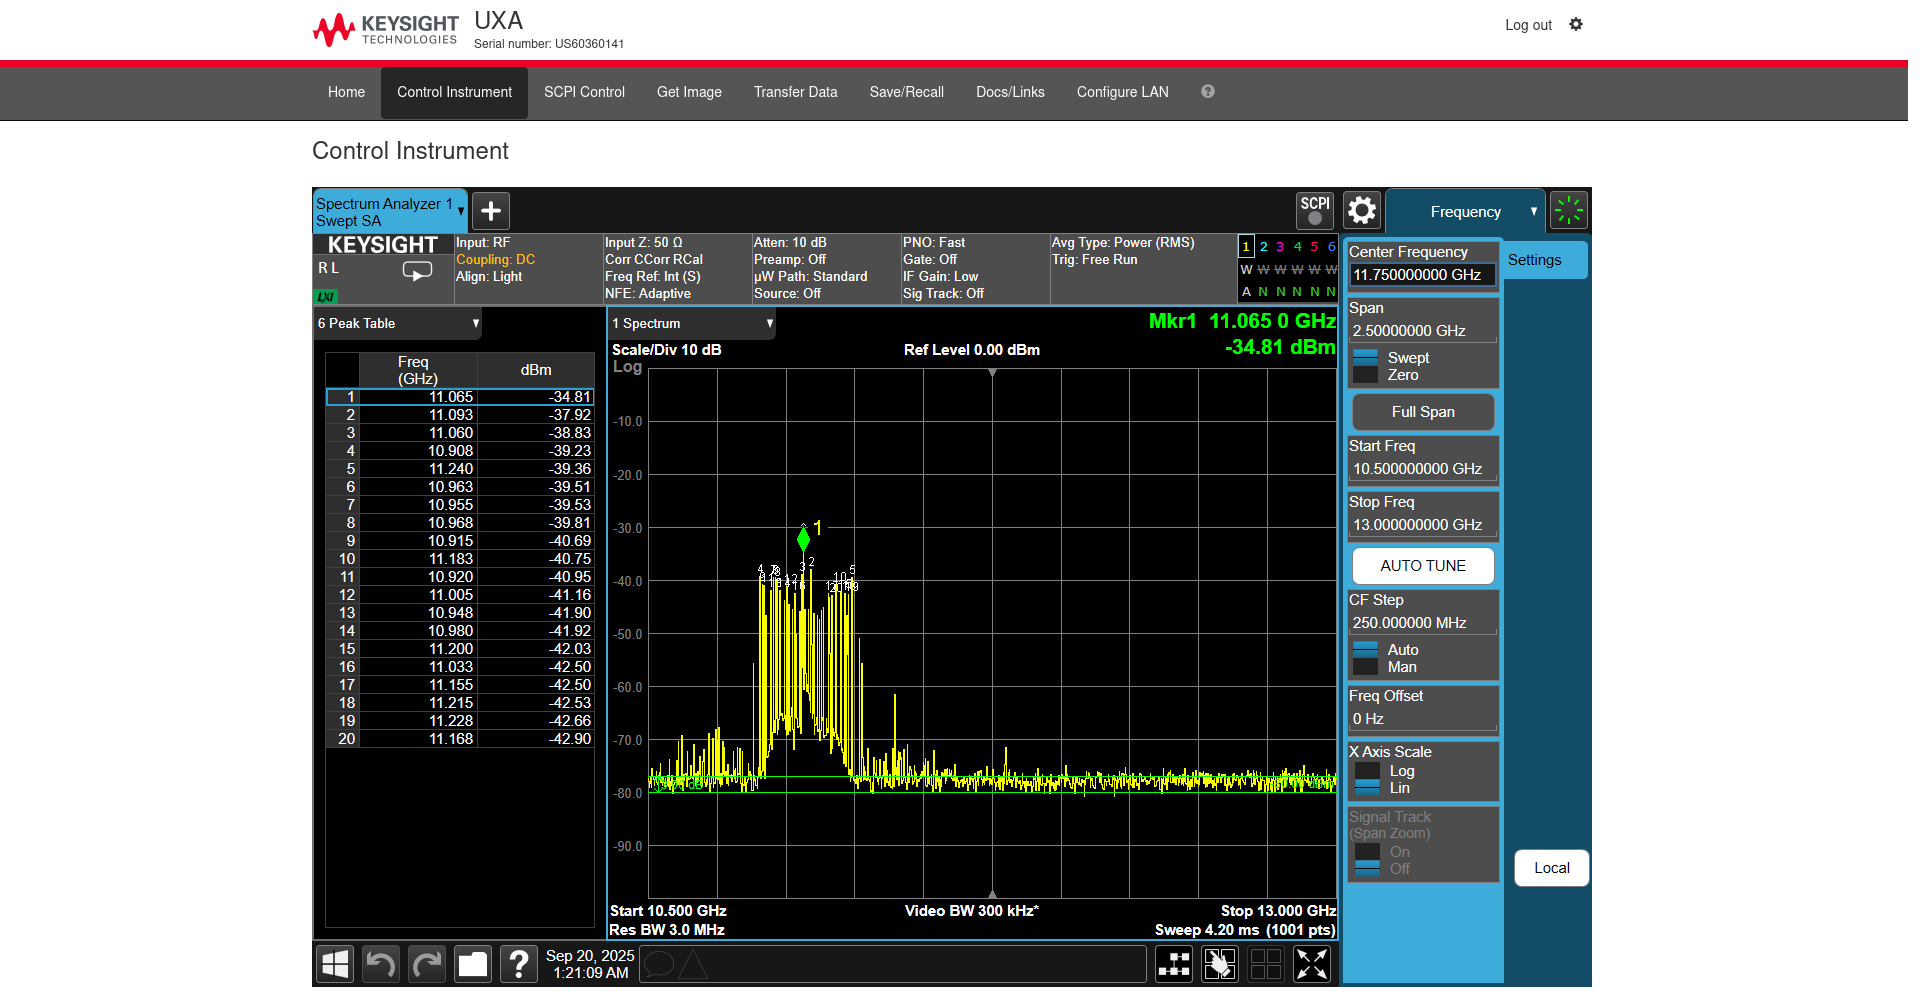 KEYSIGHT
TECHNOLOGIES
UXA
Serial number: US60360141
Log out
Home
Control Instrument
SCPI Control
Get Image
Transfer Data
Save/Recall
Docs/Links
Configure LAN
?
Control Instrument
Spectrum Analyzer 1
Swept SA
SCPI
Frequency
KEYSIGHT
R L
LXI
Input: RF
Coupling: DC
Align: Light
Input Z: 50 Ω
Corr CCorr RCal
Freq Ref: Int (S)
NFE: Adaptive
Atten: 10 dB
Preamp: Off
µW Path: Standard
Source: Off
PNO: Fast
Gate: Off
IF Gain: Low
Sig Track: Off
Avg Type: Power (RMS)
Trig: Free Run
1 2 3 4 5 6
W W W W W W
A N N N N N
6 Peak Table
Freq
(GHz)
dBm
1 11.065 -34.81
2 11.093 -37.92
3 11.060 -38.83
4 10.908 -39.23
5 11.240 -39.36
6 10.963 -39.51
7 10.955 -39.53
8 10.968 -39.81
9 10.915 -40.69
10 11.183 -40.75
11 10.920 -40.95
12 11.005 -41.16
13 10.948 -41.90
14 10.980 -41.92
15 11.200 -42.03
16 11.033 -42.50
17 11.155 -42.50
18 11.215 -42.53
19 11.228 -42.66
20 11.168 -42.90
1 Spectrum
Mkr1 11.065 0 GHz
-34.81 dBm
Scale/Div 10 dB
Ref Level 0.00 dBm
Log
-10.0
-20.0
-30.0
-40.0
-50.0
-60.0
-70.0
-80.0
-90.0
1
4
3
2
5
Start 10.500 GHz
Video BW 300 kHz*
Stop 13.000 GHz
Res BW 3.0 MHz
Sweep 4.20 ms (1001 pts)
Center Frequency
11.750000000 GHz
Settings
Span
2.50000000 GHz
Swept
Zero
Full Span
Start Freq
10.500000000 GHz
Stop Freq
13.000000000 GHz
AUTO TUNE
CF Step
250.000000 MHz
Auto
Man
Freq Offset
0 Hz
X Axis Scale
Log
Lin
Signal Track
(Span Zoom)
On
Off
Local
?
Sep 20, 2025
1:21:09 AM